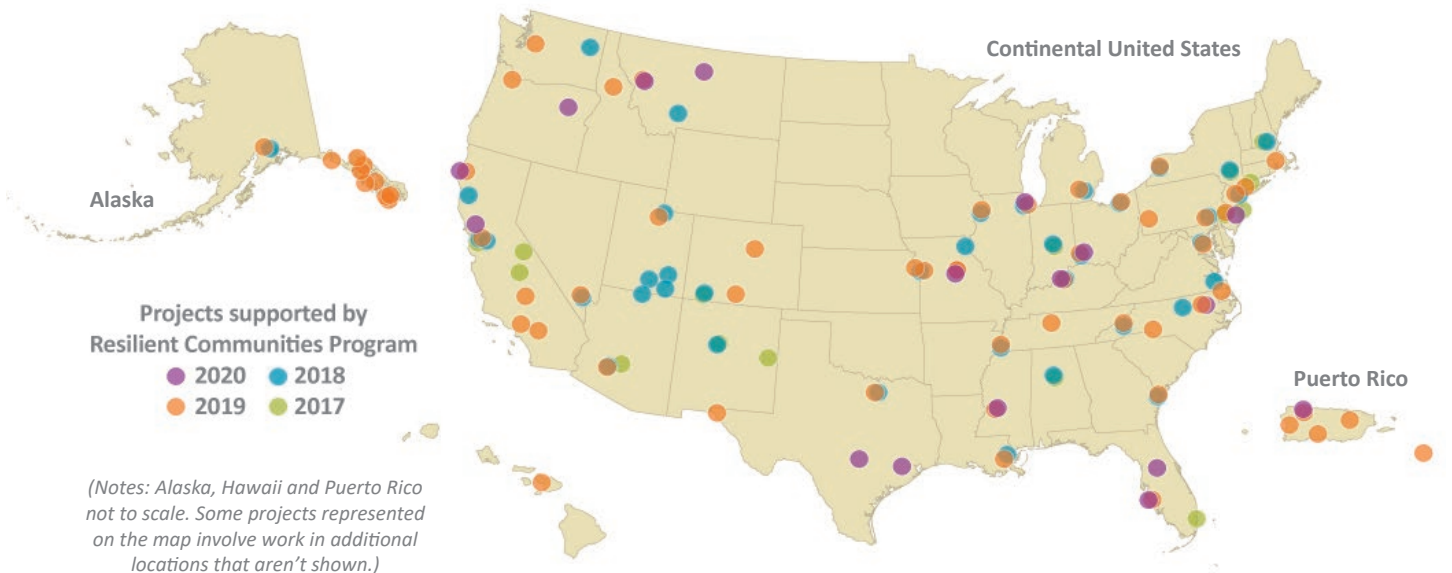 Continental United States
Alaska
Projects supported by
Resilient Communities Program
2020 2018
2019 2017
Puerto Rico
(Notes: Alaska, Hawaii and Puerto Rico
not to scale. Some projects represented
on the map involve work in additional
locations that aren't shown.)